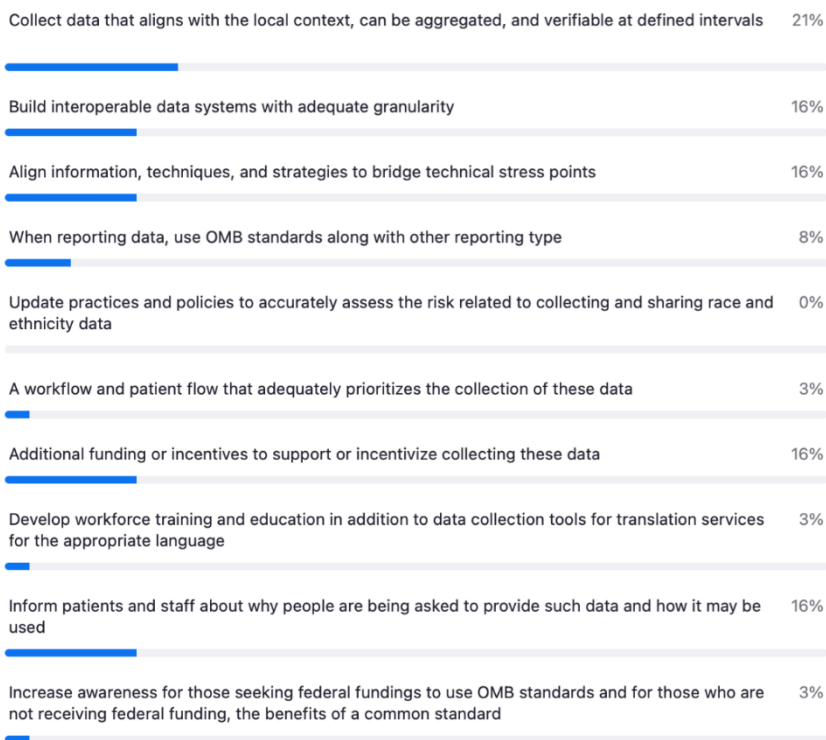 Collect data that aligns with the local context, can be aggregated, and verifiable at defined intervals 21%
Build interoperable data systems with adequate granularity 16%
Align information, techniques, and strategies to bridge technical stress points 16%
When reporting data, use OMB standards along with other reporting type 8%
Update practices and policies to accurately assess the risk related to collecting and sharing race and 0%
ethnicity data
A workflow and patient flow that adequately prioritizes the collection of these data 3%
Additional funding or incentives to support or incentivize collecting these data 16%
Develop workforce training and education in addition to data collection tools for translation services 3%
for the appropriate language
Inform patients and staff about why people are being asked to provide such data and how it may be 16%
used
Increase awareness for those seeking federal fundings to use OMB standards and for those who are 3%
not receiving federal funding, the benefits of a common standard